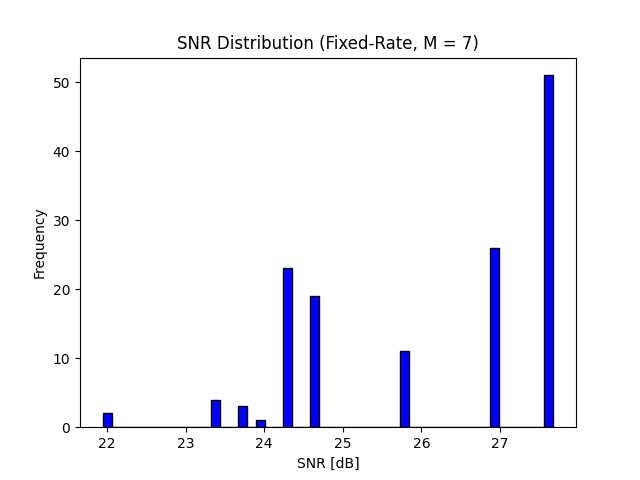 SNR Distribution (Fixed-Rate, M = 7)
50
40
30
20
10
0
Frequency
22 23 24 25 26 27
SNR [dB]